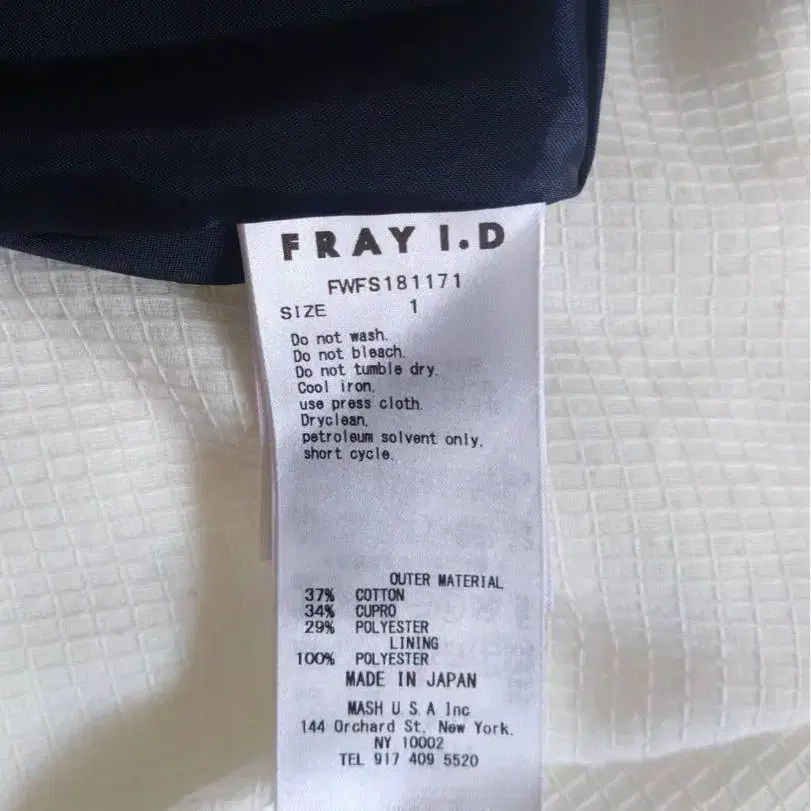 FRAY I.D
FWFS181171
SIZE 1
Do not wash.
Do not bleach.
Do not tumble dry.
Cool iron,
use press cloth.
Dryclean,
petroleum solvent only,
short cycle.
OUTER MATERIAL
37% COTTON
34% CUPRO
29% POLYESTER
LINING
100% POLYESTER
MADE IN JAPAN
MASH U.S.A Inc
144 Orchard St, New York.
NY 10002
TEL 917 409 5520